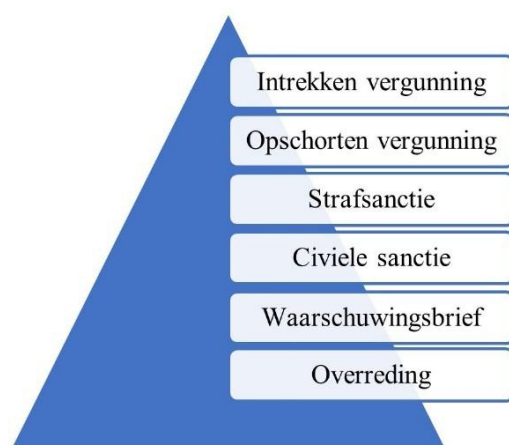 Intrekken vergunning
Opschorten vergunning
Strafsanctie
Civiele sanctie
Waarschuwingsbrief
Overreding